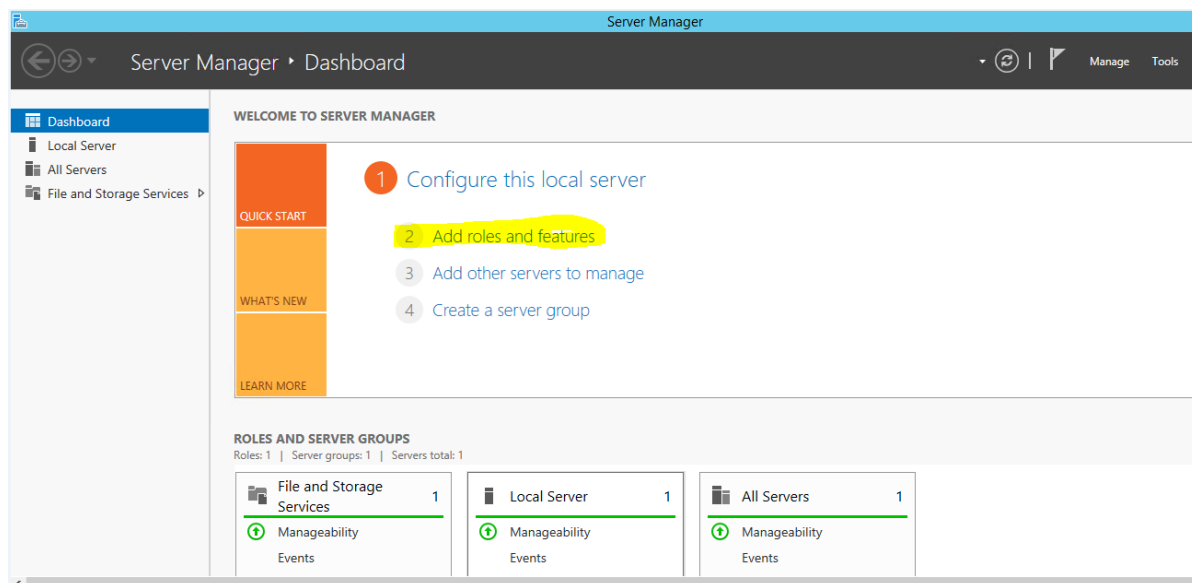 Server Manager
Server Manager • Dashboard
Manage Tools
Dashboard
Local Server
All Servers
File and Storage Services
WELCOME TO SERVER MANAGER
QUICK START
WHAT'S NEW
LEARN MORE
1 Configure this local server
2 Add roles and features
3 Add other servers to manage
4 Create a server group
ROLES AND SERVER GROUPS
Roles: 1 | Server groups: 1 | Servers total: 1
File and Storage
Services 1
Manageability
Events
Local Server 1
Manageability
Events
All Servers 1
Manageability
Events